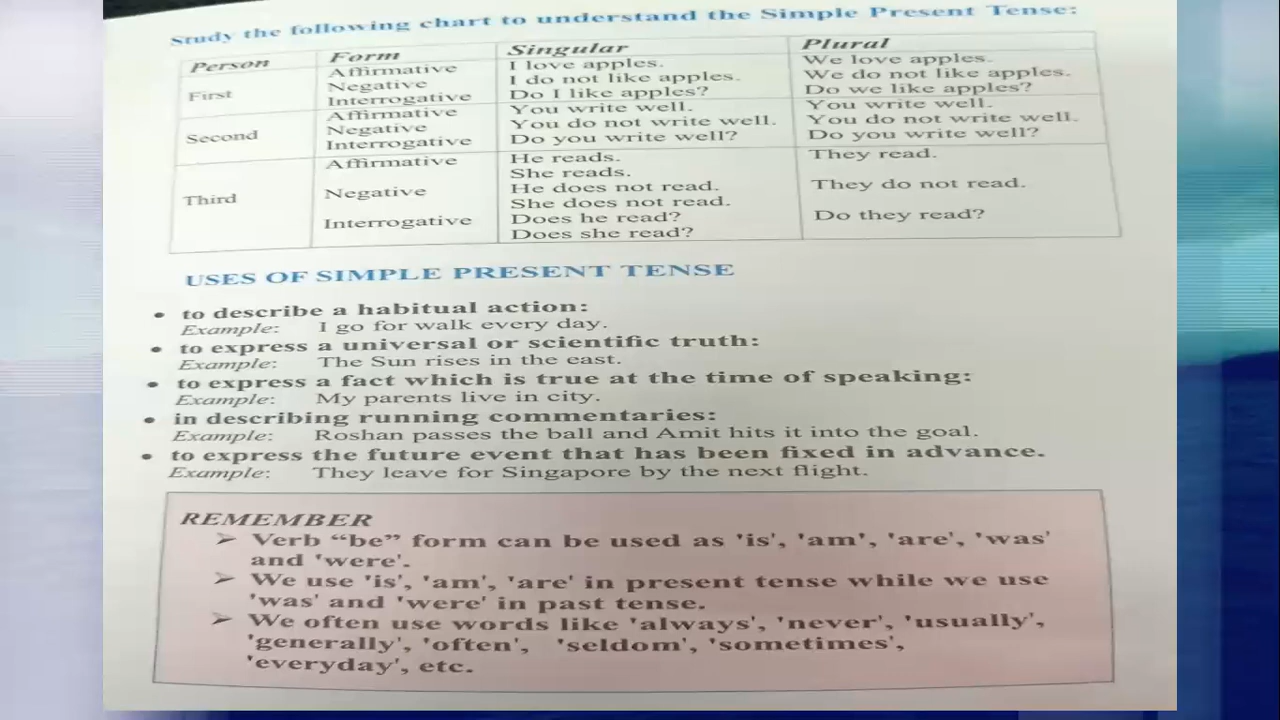 Study the following chart to understand the Simple Present Tense:
Person Form Singular Plural
First Affirmative I love apples. We love apples.
Negative I do not like apples. We do not like apples.
Interrogative Do I like apples? Do we like apples?
Second Affirmative You write well. You write well.
Negative You do not write well. You do not write well.
Interrogative Do you write well? Do you write well?
Third Affirmative He reads. They read.
She reads.
Negative He does not read. They do not read.
She does not read.
Interrogative Does he read? Do they read?
Does she read?
USES OF SIMPLE PRESENT TENSE
• to describe a habitual action:
Example: I go for walk every day.
• to express a universal or scientific truth:
Example: The Sun rises in the east.
• to express a fact which is true at the time of speaking:
Example: My parents live in city.
• in describing running commentaries:
Example: Roshan passes the ball and Amit hits it into the goal.
• to express the future event that has been fixed in advance.
Example: They leave for Singapore by the next flight.
REMEMBER
➢ Verb “be” form can be used as 'is', 'am', 'are', 'was'
and 'were'.
➢ We use 'is', 'am', 'are' in present tense while we use
'was' and 'were' in past tense.
➢ We often use words like 'always', 'never', 'usually',
'generally', 'often', 'seldom', 'sometimes',
'everyday', etc.